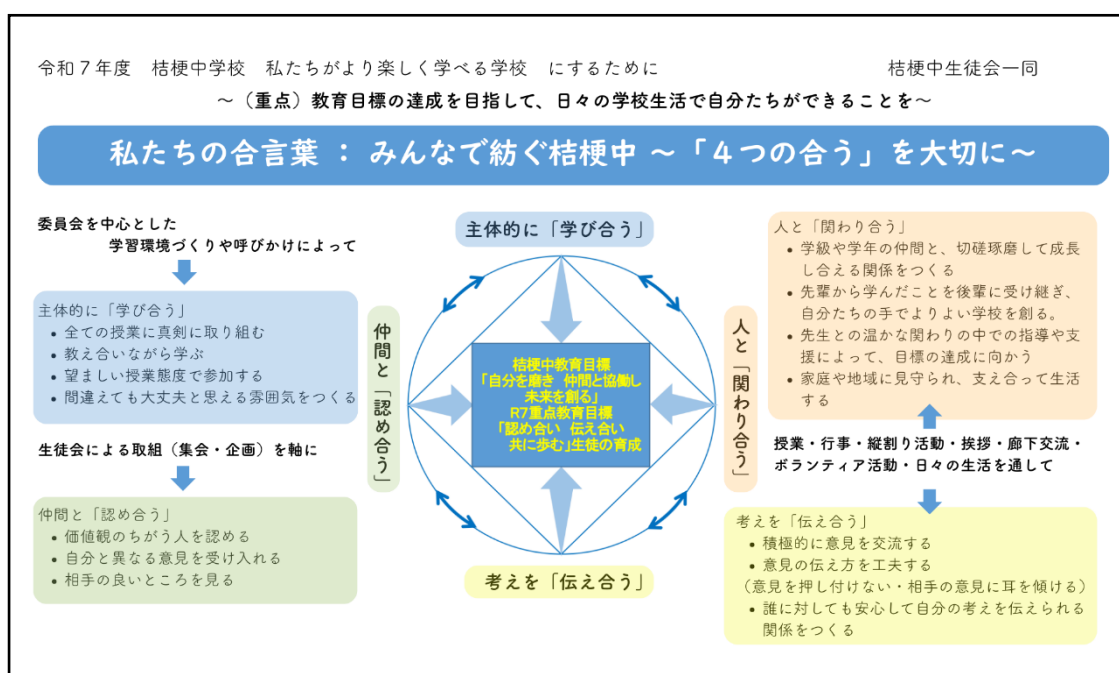 令和７年度　桔梗中学校　私たちがより楽しく学べる学校　にするために
桔梗中生徒会一同
～（重点）教育目標の達成を目指して、日々の学校生活で自分たちができることを～
私たちの合言葉 ： みんなで紡ぐ桔梗中 ～「４つの合う」を大切に～
委員会を中心とした
学習環境づくりや呼びかけによって
主体的に「学び合う」
• 全ての授業に真剣に取り組む
• 教え合いながら学ぶ
• 望ましい授業態度で参加する
• 間違えても大丈夫と思える雰囲気をつくる
生徒会による取組（集会・企画）を軸に
仲間と「認め合う」
• 価値観のちがう人を認める
• 自分と異なる意見を受け入れる
• 相手の良いところを見る
主体的に「学び合う」
仲間と「認め合う」
桔梗中教育目標
「自分を磨き　仲間と協働し
未来を創る」
R7重点教育目標
「認め合い　伝え合い
共に歩む」生徒の育成
人と「関わり合う」
考えを「伝え合う」
人と「関わり合う」
• 学級や学年の仲間と、切磋琢磨して成長
し合える関係をつくる
• 先輩から学んだことを後輩に受け継ぎ、
自分たちの手でよりよい学校を創る。
• 先生との温かな関わりの中での指導や支
援によって、目標の達成に向かう
• 家庭や地域に見守られ、支え合って生活
する
授業・行事・縦割り活動・挨拶・廊下交流・
ボランティア活動・日々の生活を通して
考えを「伝え合う」
• 積極的に意見を交流する
• 意見の伝え方を工夫する
（意見を押し付けない・相手の意見に耳を傾ける）
• 誰に対しても安心して自分の考えを伝えられる
関係をつくる